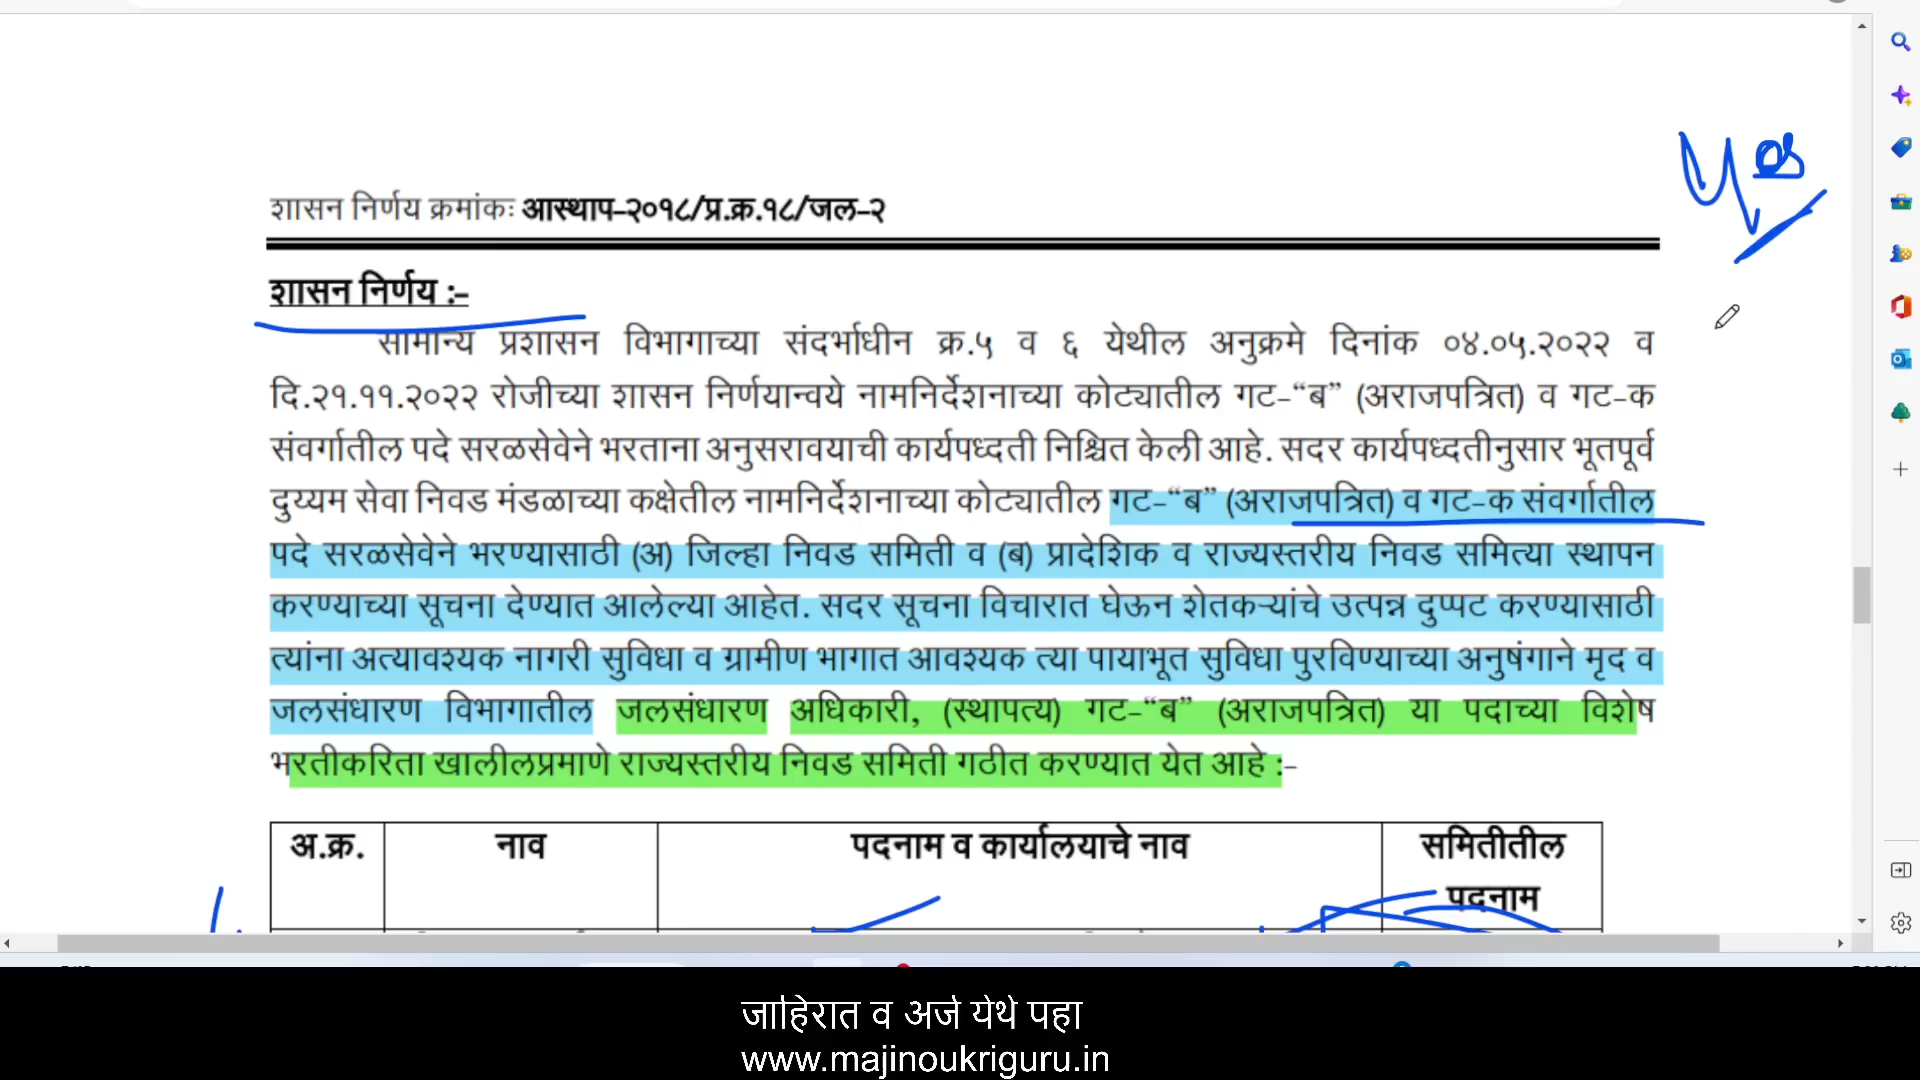 शासन निर्णय क्रमांकः आस्थाप-२०१८/प्र.क्र.१८/जल-२
Yes
शासन निर्णय :-
सामान्य प्रशासन विभागाच्या संदर्भाधीन क्र.५ व ६ येथील अनुक्रमे दिनांक ०४.०५.२०२२ व
दि.२१.११.२०२२ रोजीच्या शासन निर्णयान्वये नामनिर्देशनाच्या कोट्यातील गट-“ब” (अराजपत्रित) व गट-क
संवर्गातील पदे सरळसेवेने भरताना अनुसरावयाची कार्यपध्दती निश्चित केली आहे. सदर कार्यपध्दतीनुसार भूतपूर्व
दुय्यम सेवा निवड मंडळाच्या कक्षेतील नामनिर्देशनाच्या कोट्यातील गट-“ब” (अराजपत्रित) व गट-क संवर्गातील
पदे सरळसेवेने भरण्यासाठी (अ) जिल्हा निवड समिती व (ब) प्रादेशिक व राज्यस्तरीय निवड समित्या स्थापन
करण्याच्या सूचना देण्यात आलेल्या आहेत. सदर सूचना विचारात घेऊन शेतकऱ्यांचे उत्पन्न दुप्पट करण्यासाठी
त्यांना अत्यावश्यक नागरी सुविधा व ग्रामीण भागात आवश्यक त्या पायाभूत सुविधा पुरविण्याच्या अनुषंगाने मृद व
जलसंधारण विभागातील जलसंधारण अधिकारी, (स्थापत्य) गट-“ब” (अराजपत्रित) या पदाच्या विशेष
भरतीकरिता खालीलप्रमाणे राज्यस्तरीय निवड समिती गठीत करण्यात येत आहे :-
अ.क्र. नाव पदनाम व कार्यालयाचे नाव समितीतील
पदनाम
जाहिरात व अर्ज येथे पहा
www.majinoukriguru.in